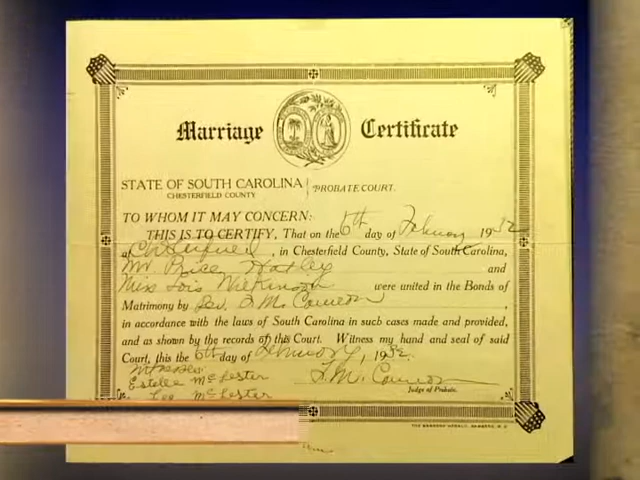 Marriage Certificate
STATE OF SOUTH CAROLINA
CHESTERFIELD COUNTY
PROBATE COURT.
TO WHOM IT MAY CONCERN:
THIS IS TO CERTIFY, That on the 6th day of February 1932
at Chesterfield, in Chesterfield County, State of South Carolina,
Mr. Price Hatley and
Miss Lois Wilkinson were united in the Bonds of
Matrimony by
in accordance with the laws of South Carolina in such cases made and provided,
and as shown by the records of this Court. Witness my hand and seal of said
Court, this the 6th day of February, 1932.
Witnesses
Estelle McLester
Lee McLester
Judge of Probate.